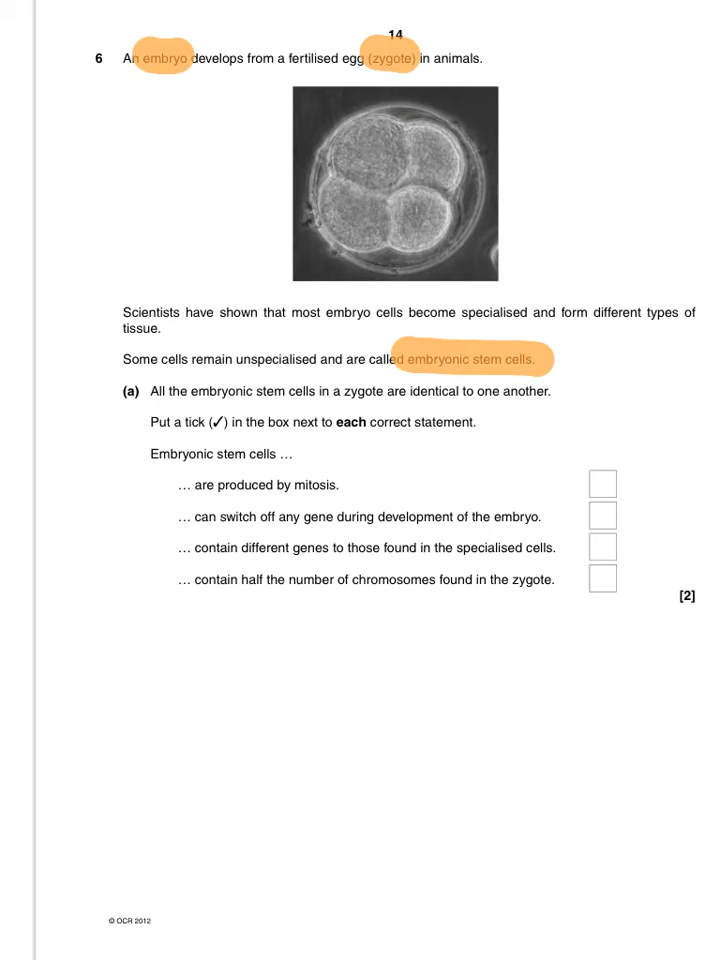 14
6 An embryo develops from a fertilised egg (zygote) in animals.
Scientists have shown that most embryo cells become specialised and form different types of
tissue.
Some cells remain unspecialised and are called embryonic stem cells.
(a) All the embryonic stem cells in a zygote are identical to one another.
Put a tick (✓) in the box next to each correct statement.
Embryonic stem cells …
… are produced by mitosis.
… can switch off any gene during development of the embryo.
… contain different genes to those found in the specialised cells.
… contain half the number of chromosomes found in the zygote.
[2]
© OCR 2012